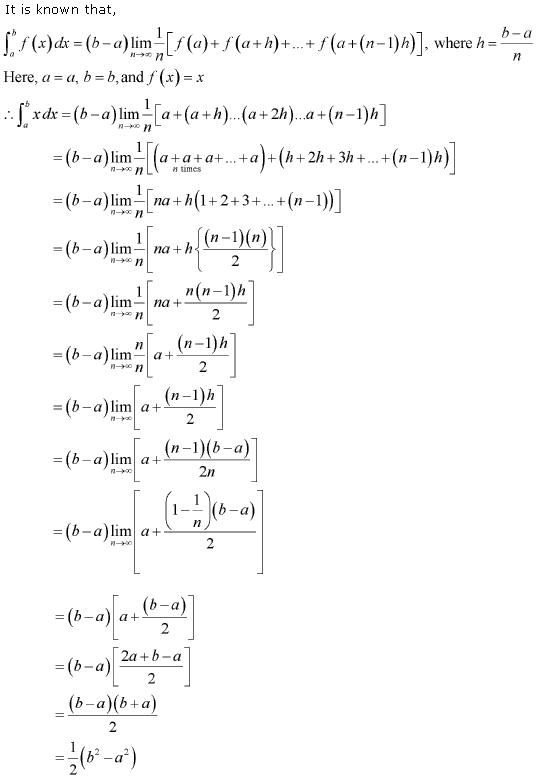 It is known that,
∫ₐᵇ f(x)dx = (b−a) lim_{n→∞} 1/n [f(a)+f(a+h)+...+f(a+(n−1)h)], where h = (b−a)/n
Here, a=a, b=b, and f(x)=x
∴ ∫ₐᵇ x dx = (b−a) lim_{n→∞} 1/n [a+(a+h)...(a+2h)...a+(n−1)h]
= (b−a) lim_{n→∞} 1/n [(a+a+a+...+a)+(h+2h+3h+...+(n−1)h)]
n times
= (b−a) lim_{n→∞} 1/n [na+h(1+2+3+...+(n−1))]
= (b−a) lim_{n→∞} 1/n [na+h{(n−1)(n)/2}]
= (b−a) lim_{n→∞} 1/n [na+n(n−1)h/2]
= (b−a) lim_{n→∞} n/n [a+(n−1)h/2]
= (b−a) lim_{n→∞} [a+(n−1)h/2]
= (b−a) lim_{n→∞} [a+(n−1)(b−a)/2n]
= (b−a) lim_{n→∞} [a+(1−1/n)(b−a)/2]
= (b−a)[a+(b−a)/2]
= (b−a)[(2a+b−a)/2]
= (b−a)(b+a)/2
= 1/2 (b²−a²)